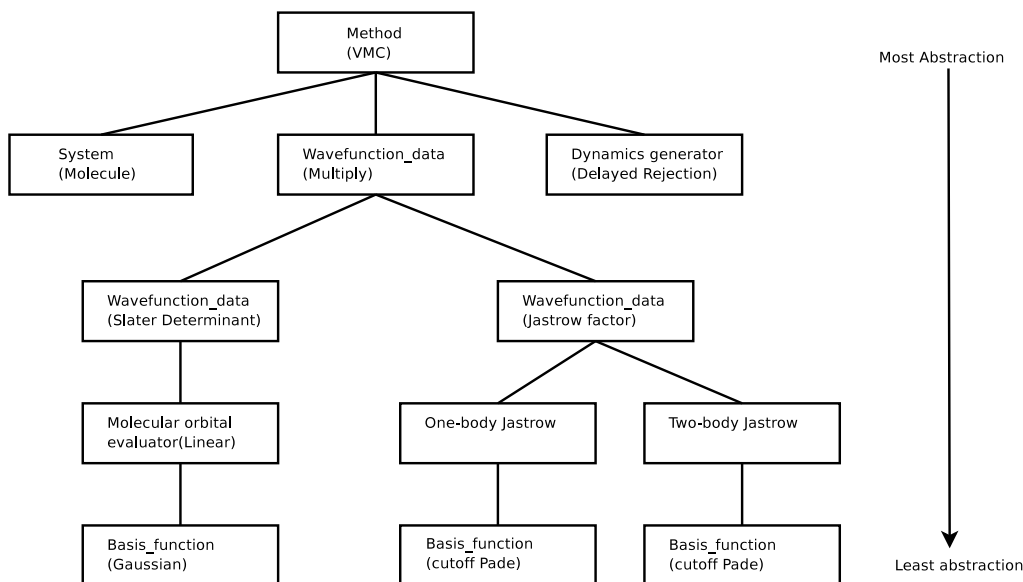 Method
(VMC)
Most Abstraction
System
(Molecule)
Wavefunction_data
(Multiply)
Dynamics generator
(Delayed Rejection)
Wavefunction_data
(Slater Determinant)
Wavefunction_data
(Jastrow factor)
Molecular orbital
evaluator(Linear)
One-body Jastrow
Two-body Jastrow
Basis_function
(Gaussian)
Basis_function
(cutoff Pade)
Basis_function
(cutoff Pade)
Least abstraction